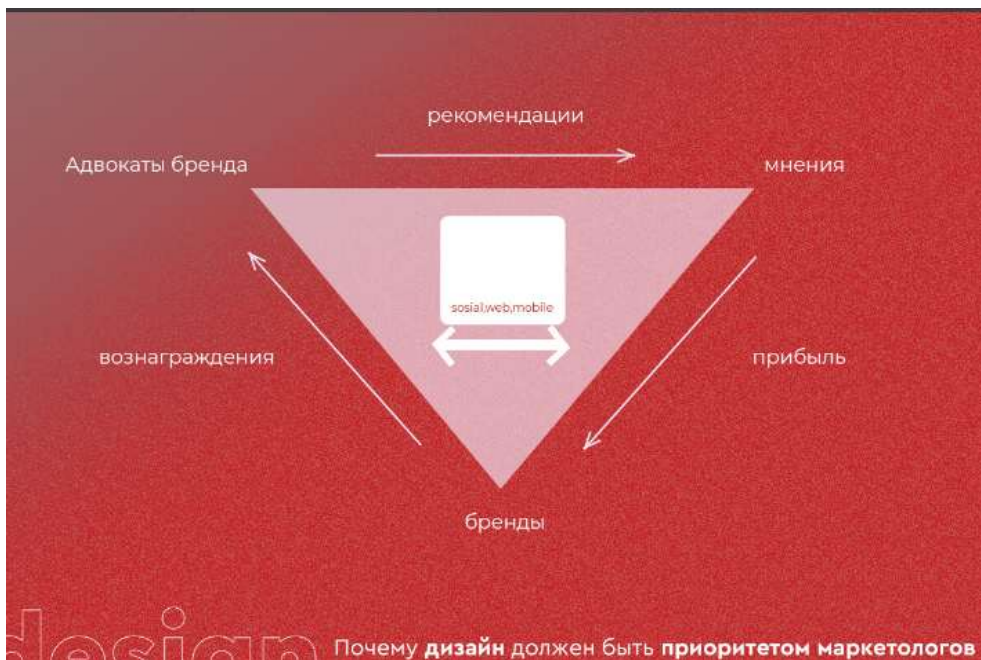 рекомендации
Адвокаты бренда
мнения
sosial,web,mobile
вознаграждения
прибыль
бренды
design
Почему дизайн должен быть приоритетом маркетологов